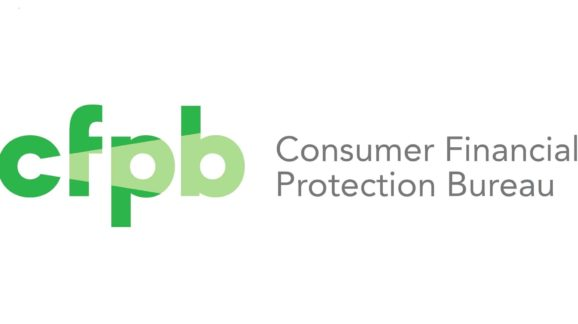 cfpb
Consumer Financial
Protection Bureau